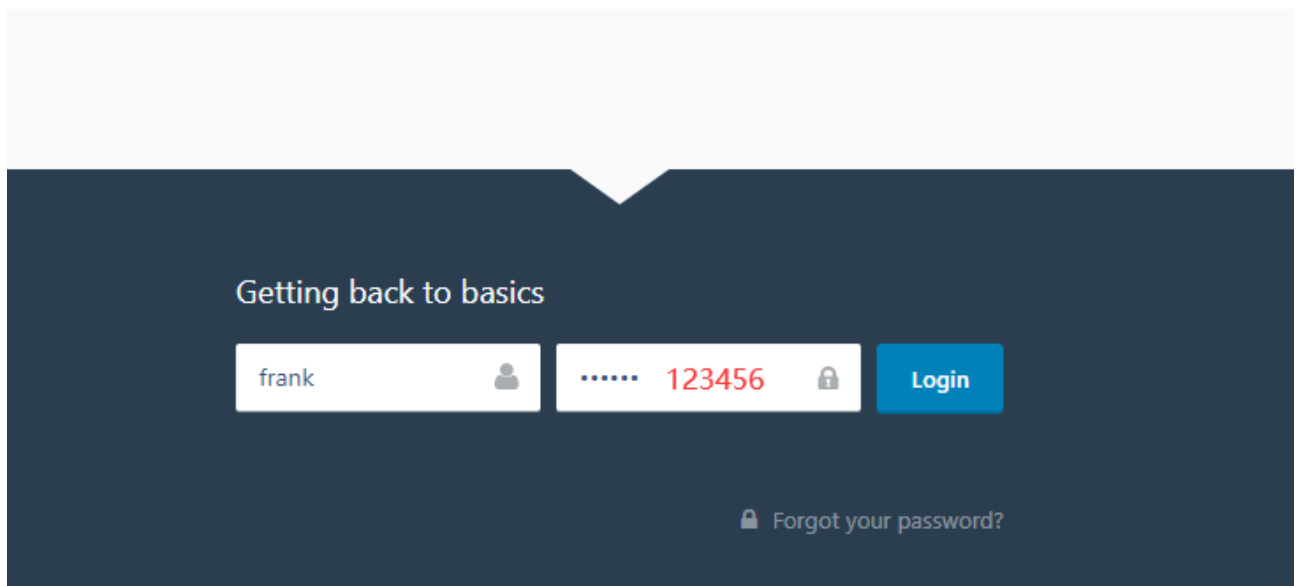 Getting back to basics
frank •••••• 123456 Login
Forgot your password?